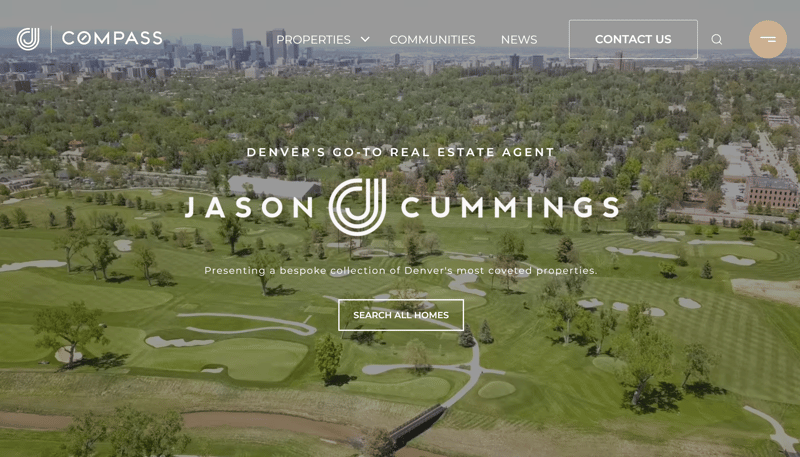 COMPASS
PROPERTIES
COMMUNITIES
NEWS
CONTACT US
DENVER'S GO-TO REAL ESTATE AGENT
JASON CUMMINGS
Presenting a bespoke collection of Denver's most coveted properties.
SEARCH ALL HOMES